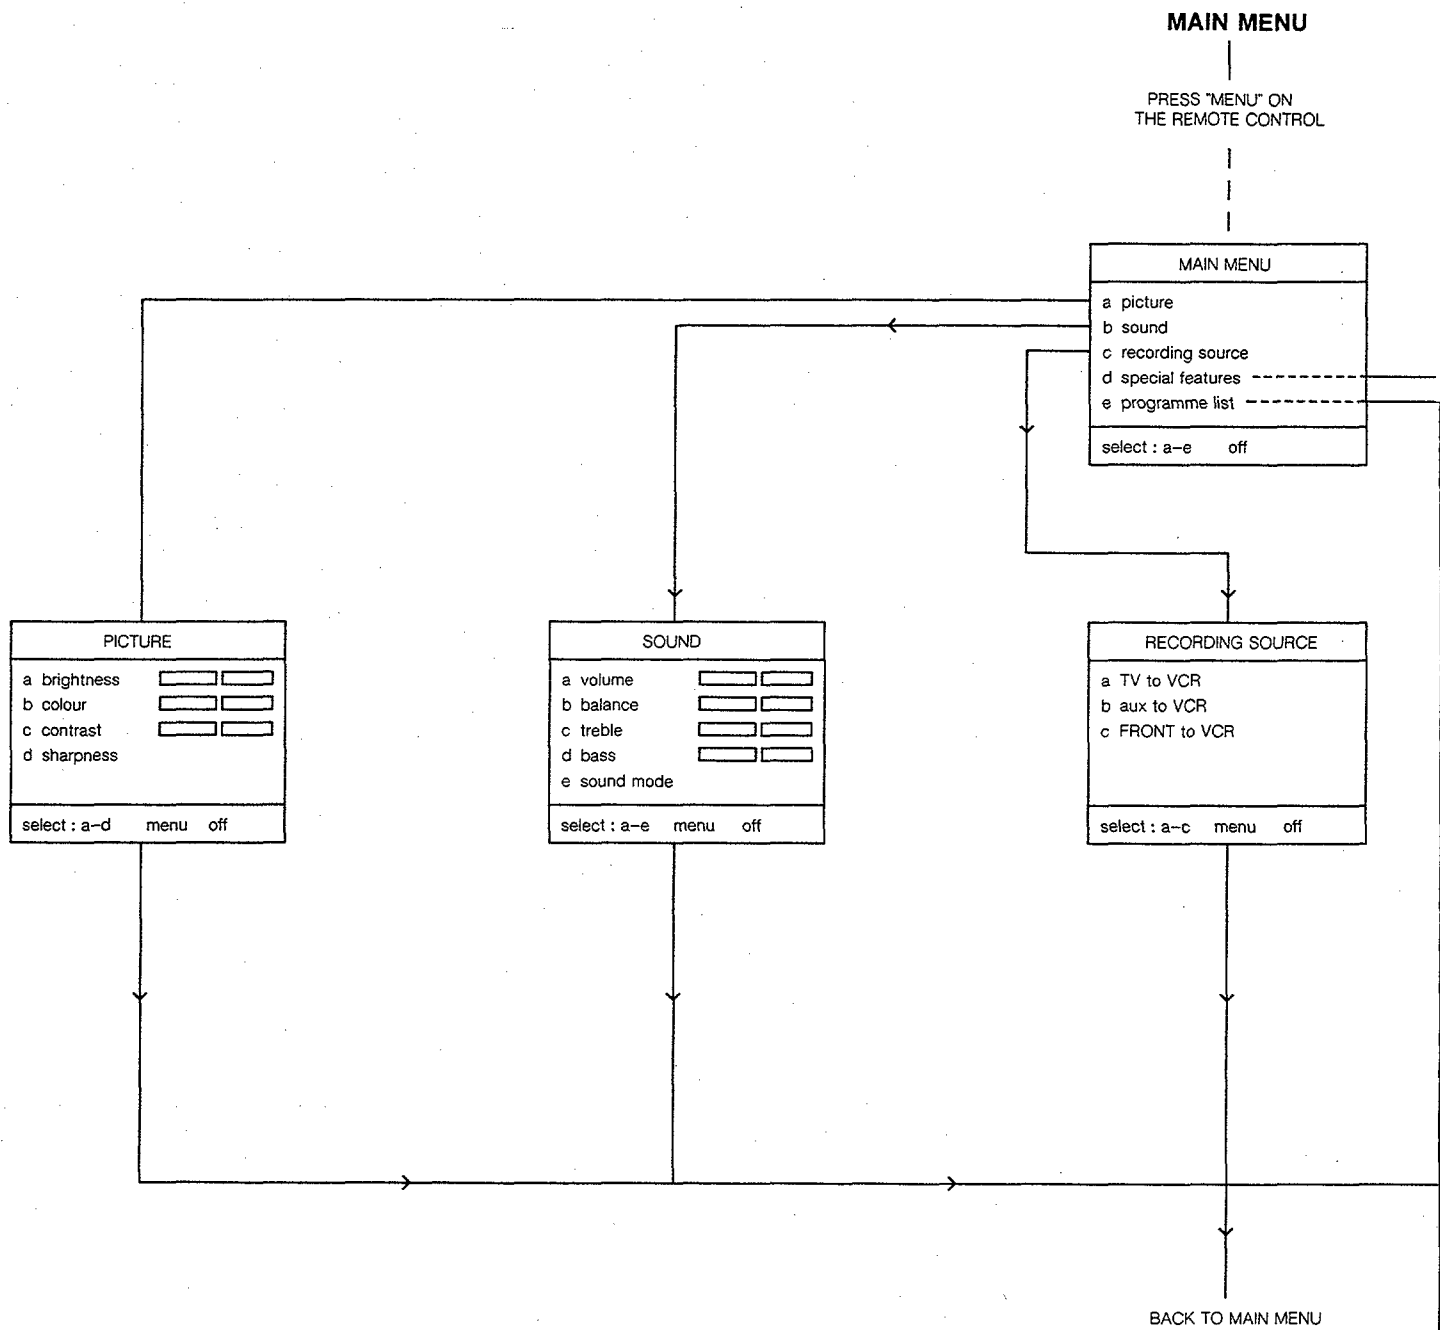 MAIN MENU
PRESS "MENU" ON
THE REMOTE CONTROL
MAIN MENU
a picture
b sound
c recording source
d special features
e programme list
select : a-e off
PICTURE
a brightness
b colour
c contrast
d sharpness
select : a-d menu off
SOUND
a volume
b balance
c treble
d bass
e sound mode
select : a-e menu off
RECORDING SOURCE
a TV to VCR
b aux to VCR
c FRONT to VCR
select : a-c menu off
BACK TO MAIN MENU